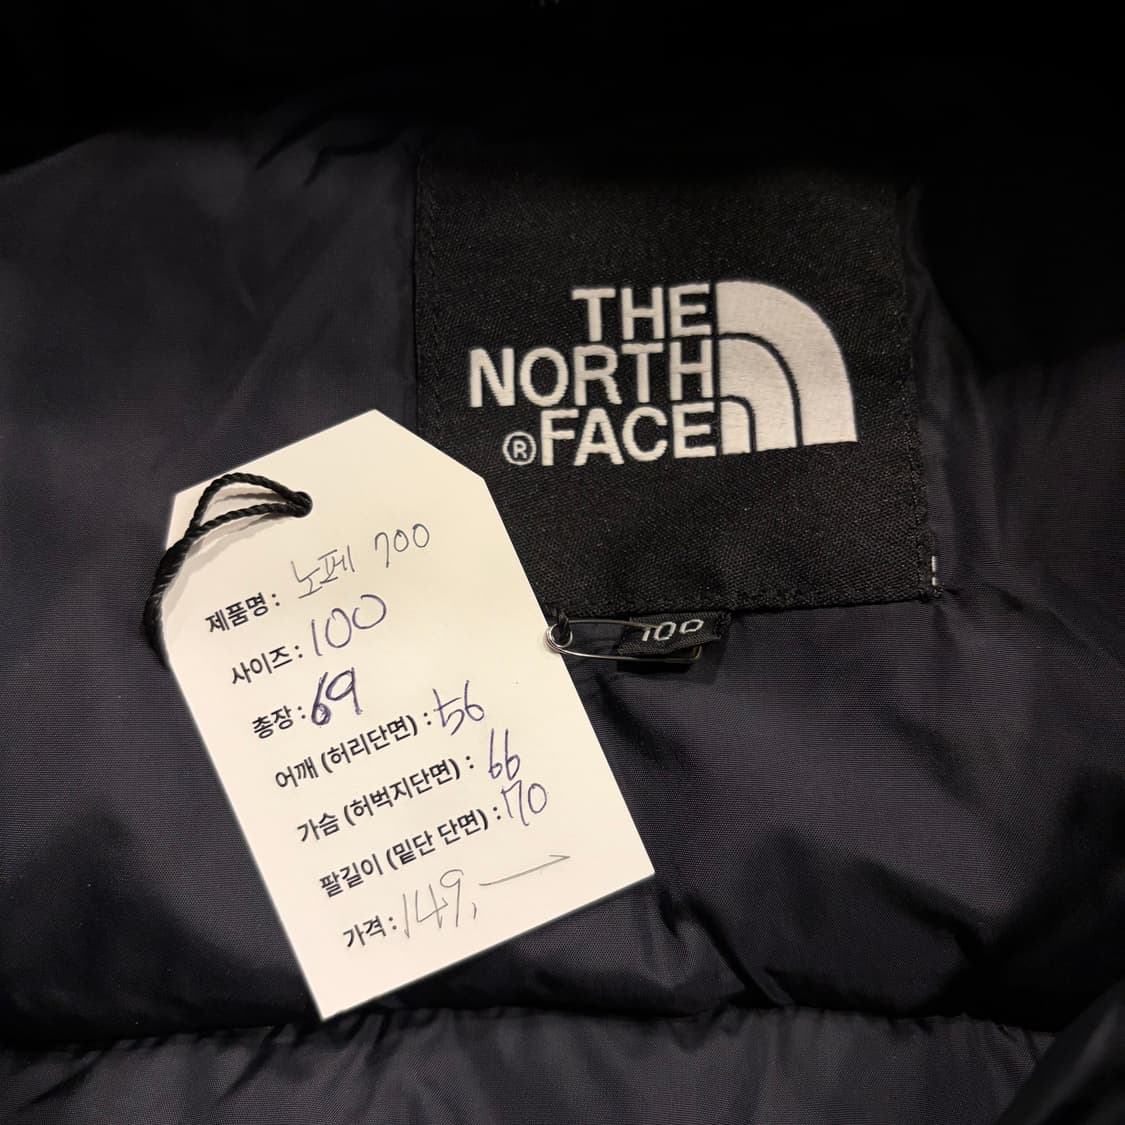 THE
NORTH
®FACE
100
제품명: 노페 700
사이즈: 100
총장: 69
어깨 (허리단면) : 56
가슴 (허벅지단면) : 66
팔길이 (밑단 단면) : 70
가격: 149,—